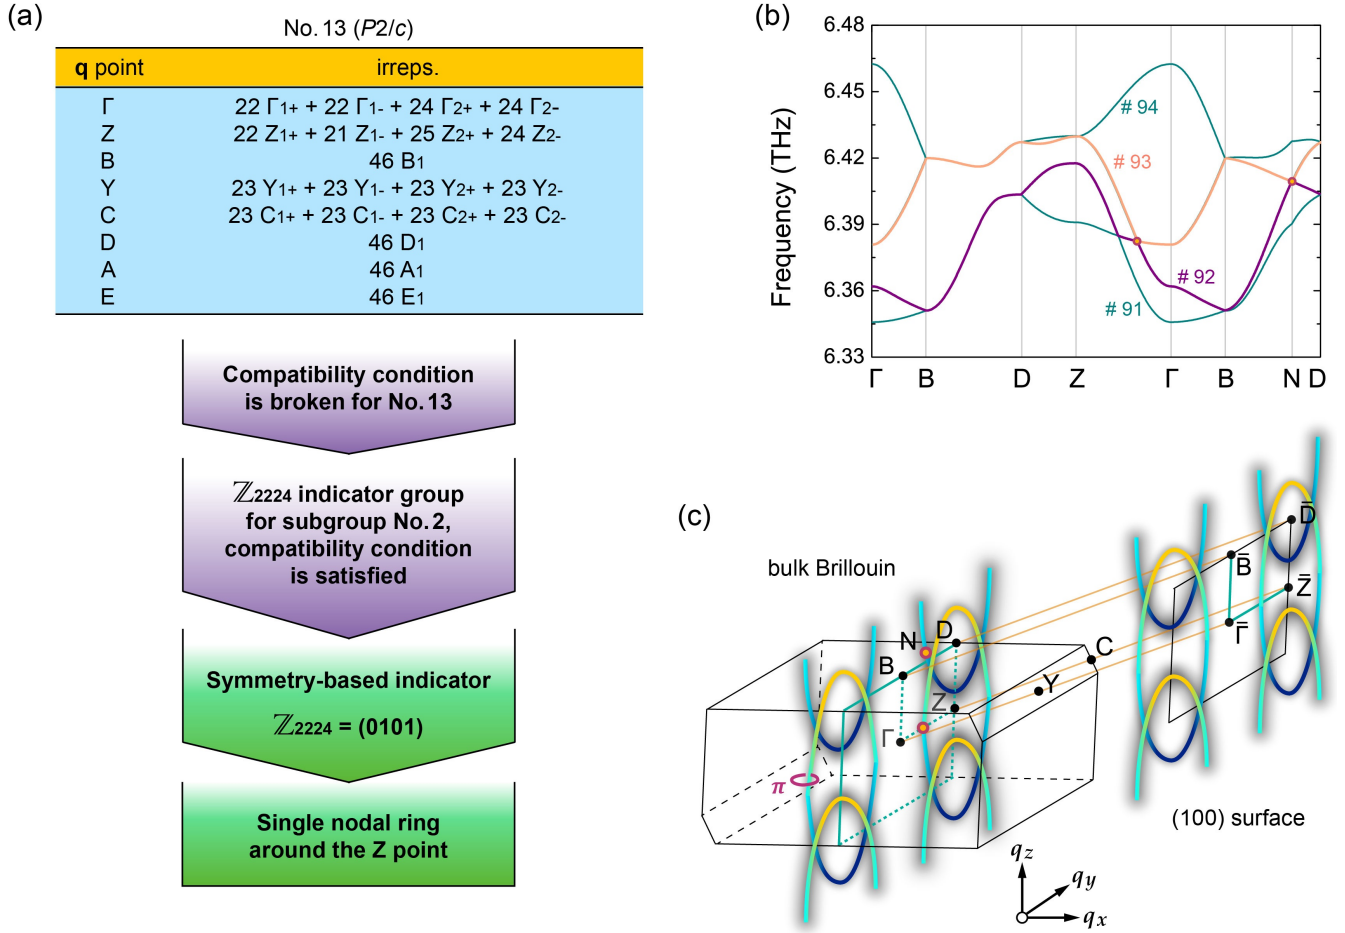 (a)
No. 13 (P2/c)
q point irreps.
Γ 22 Γ1+ + 22 Γ1- + 24 Γ2+ + 24 Γ2-
Z 22 Z1+ + 21 Z1- + 25 Z2+ + 24 Z2-
B 46 B1
Y 23 Y1+ + 23 Y1- + 23 Y2+ + 23 Y2-
C 23 C1+ + 23 C1- + 23 C2+ + 23 C2-
D 46 D1
A 46 A1
E 46 E1
Compatibility condition
is broken for No. 13
ℤ2224 indicator group
for subgroup No. 2,
compatibility condition
is satisfied
Symmetry-based indicator
ℤ2224 = (0101)
Single nodal ring
around the Z point
(b)
Frequency (THz)
6.48
6.45
6.42
6.39
6.36
6.33
# 94
# 93
# 92
# 91
Γ B D Z Γ B N D
(c)
bulk Brillouin
N D
B
C
Y
Z
Γ
π
D̄
B̄
Z̄
Γ̄
(100) surface
qz
qy
qx